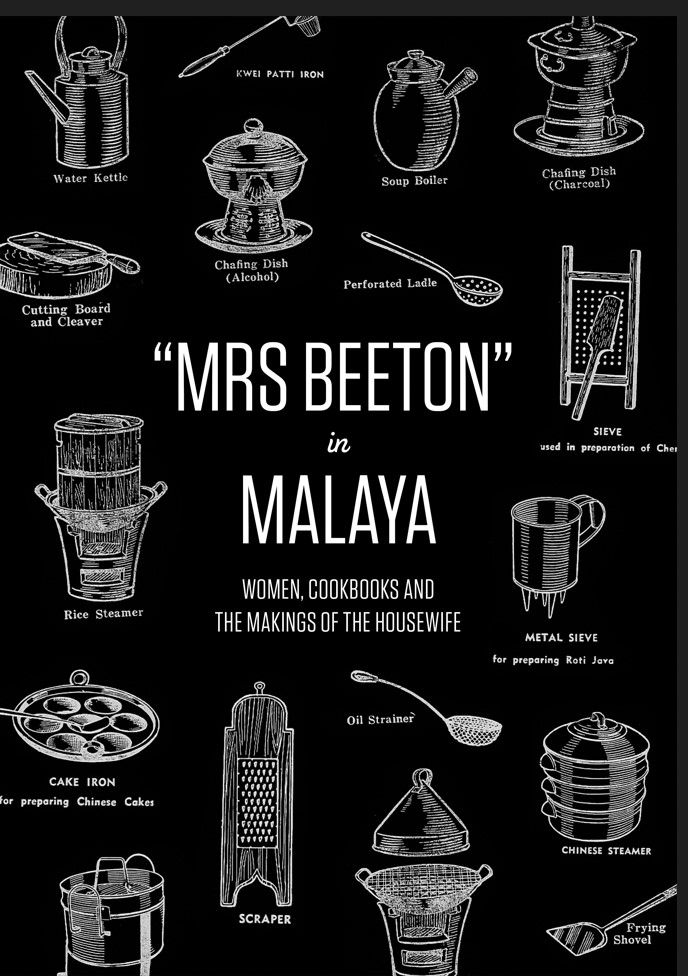 KWEI PATTI IRON
Water Kettle
Soup Boiler
Chafing Dish
(Charcoal)
Chafing Dish
(Alcohol)
Perforated Ladle
Cutting Board
and Cleaver
“MRS BEETON”
in
MALAYA
SIEVE
used in preparation of Che
WOMEN, COOKBOOKS AND
THE MAKINGS OF THE HOUSEWIFE
Rice Steamer
METAL SIEVE
for preparing Roti Java
Oil Strainer
CAKE IRON
for preparing Chinese Cakes
CHINESE STEAMER
SCRAPER
Frying
Shovel